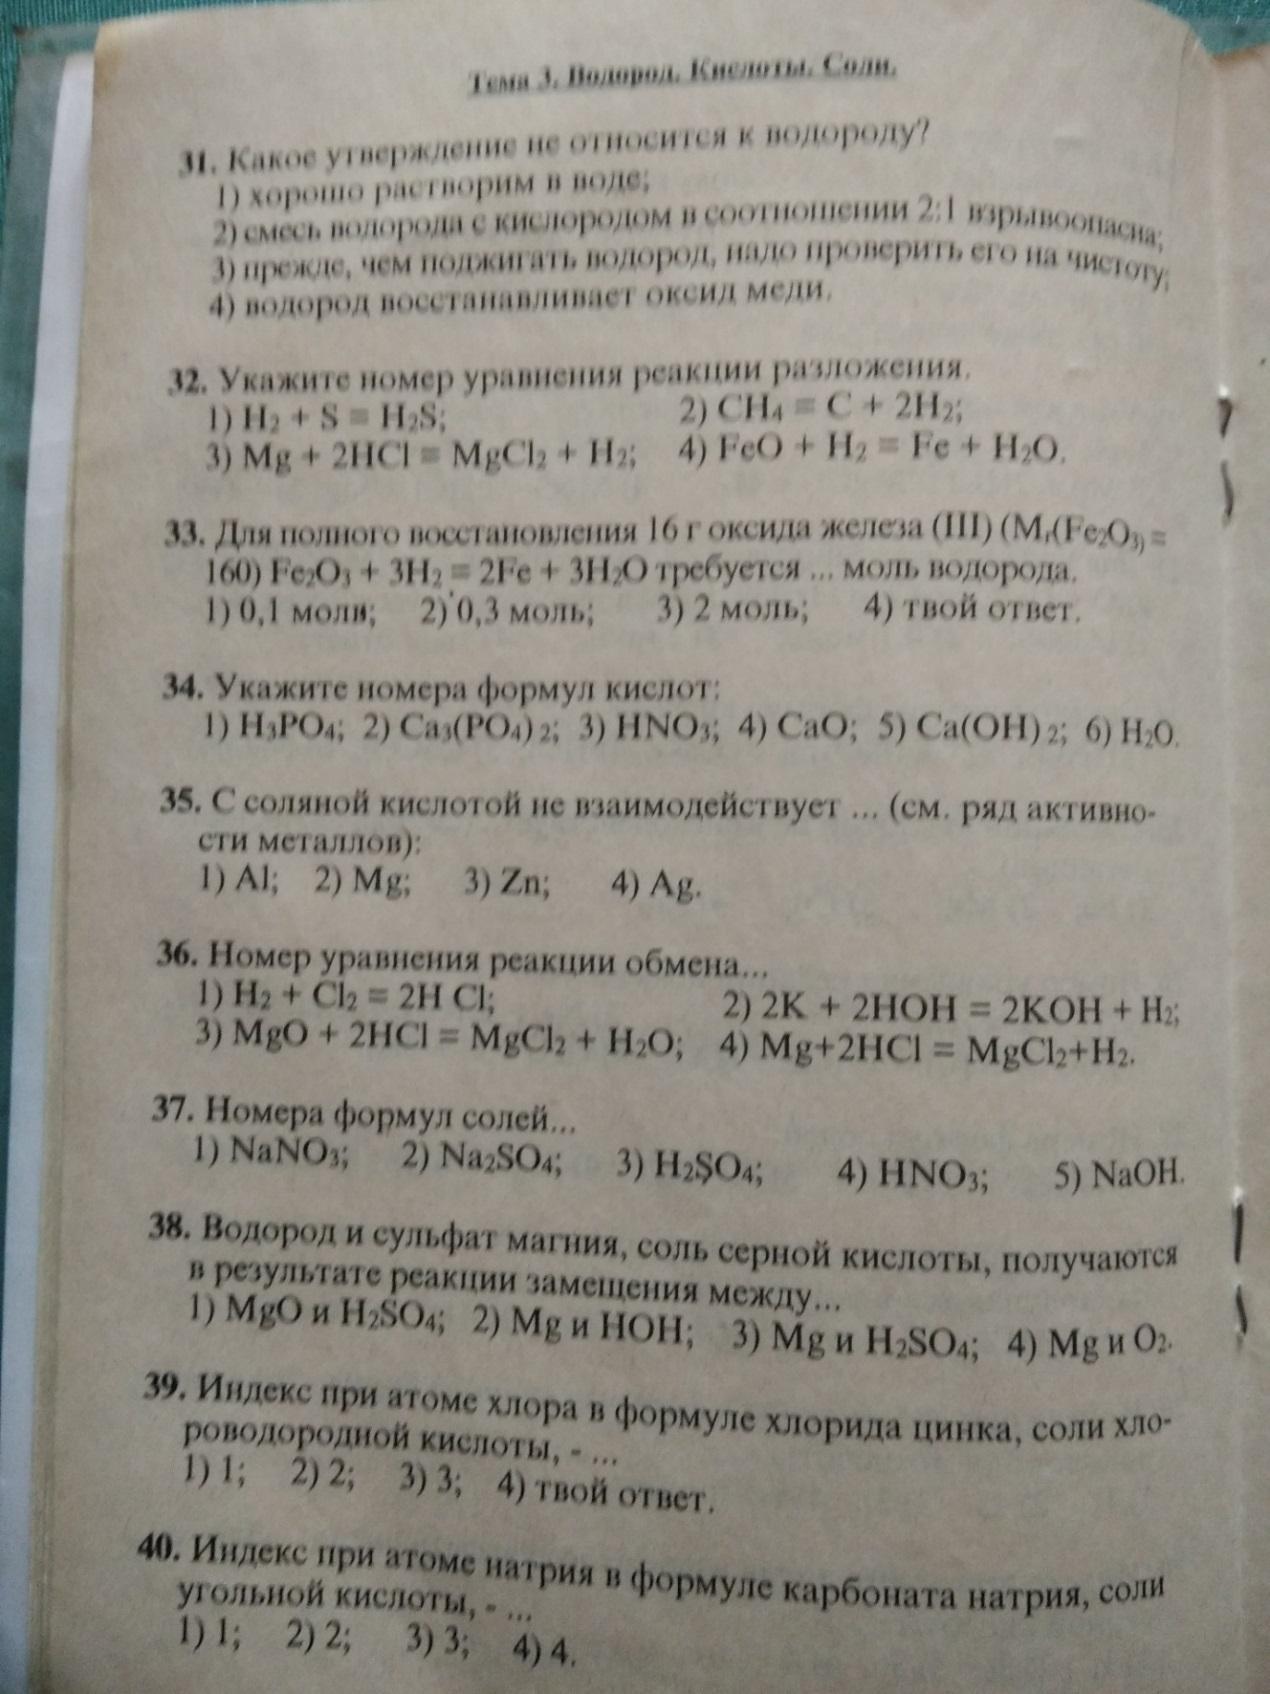 Тема 3. Водород. Кислоты. Соли.
31. Какое утверждение не относится к водороду?
1) хорошо растворим в воде;
2) смесь водорода с кислородом в соотношении 2:1 взрывоопасна;
3) прежде, чем поджигать водород, надо проверить его на чистоту;
4) водород восстанавливает оксид меди.
32. Укажите номер уравнения реакции разложения.
1) H₂ + S = H₂S; 2) CH₄ = C + 2H₂;
3) Mg + 2HCl = MgCl₂ + H₂; 4) FeO + H₂ = Fe + H₂O.
33. Для полного восстановления 16 г оксида железа (III) (Mᵣ(Fe₂O₃) =
160) Fe₂O₃ + 3H₂ = 2Fe + 3H₂O требуется ... моль водорода.
1) 0,1 моля; 2) 0,3 моль; 3) 2 моль; 4) твой ответ.
34. Укажите номера формул кислот:
1) H₃PO₄; 2) Ca₃(PO₄) ₂; 3) HNO₃; 4) CaO; 5) Ca(OH) ₂; 6) H₂O.
35. С соляной кислотой не взаимодействует ... (см. ряд активно-
сти металлов):
1) Al; 2) Mg; 3) Zn; 4) Ag.
36. Номер уравнения реакции обмена...
1) H₂ + Cl₂ = 2H Cl; 2) 2K + 2HOH = 2KOH + H₂;
3) MgO + 2HCl = MgCl₂ + H₂O; 4) Mg+2HCl = MgCl₂+H₂.
37. Номера формул солей...
1) NaNO₃; 2) Na₂SO₄; 3) H₂SO₄; 4) HNO₃; 5) NaOH.
38. Водород и сульфат магния, соль серной кислоты, получаются
в результате реакции замещения между...
1) MgO и H₂SO₄; 2) Mg и HOH; 3) Mg и H₂SO₄; 4) Mg и O₂.
39. Индекс при атоме хлора в формуле хлорида цинка, соли хло-
роводородной кислоты, - ...
1) 1; 2) 2; 3) 3; 4) твой ответ.
40. Индекс при атоме натрия в формуле карбоната натрия, соли
угольной кислоты, - ...
1) 1; 2) 2; 3) 3; 4) 4.